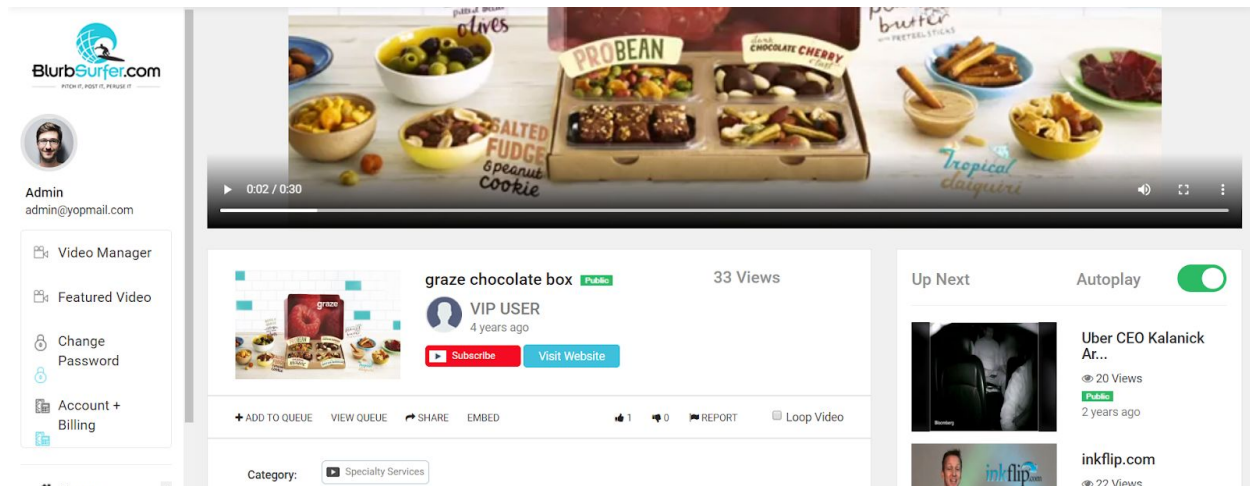 BlurbSurfer.com
PITCH IT, POST IT, PERUSE IT
Admin
admin@yopmail.com
Video Manager
Featured Video
Change
Password
Account +
Billing
olives
butter
WITH PRETZEL STICKS
PROBEAN
dark
CHOCOLATE CHERRY
tart
SALTED
FUDGE
& peanut
COOKIE
Tropical
daiquiri
0:02 / 0:30
graze
graze chocolate box Public
33 Views
VIP USER
4 years ago
Subscribe
Visit Website
ADD TO QUEUE VIEW QUEUE SHARE EMBED 1 0 REPORT Loop Video
Category: Specialty Services
Up Next Autoplay
Bloomberg
Uber CEO Kalanick
Ar...
20 Views
Public
2 years ago
inkflip.com
inkflip.com
22 Views